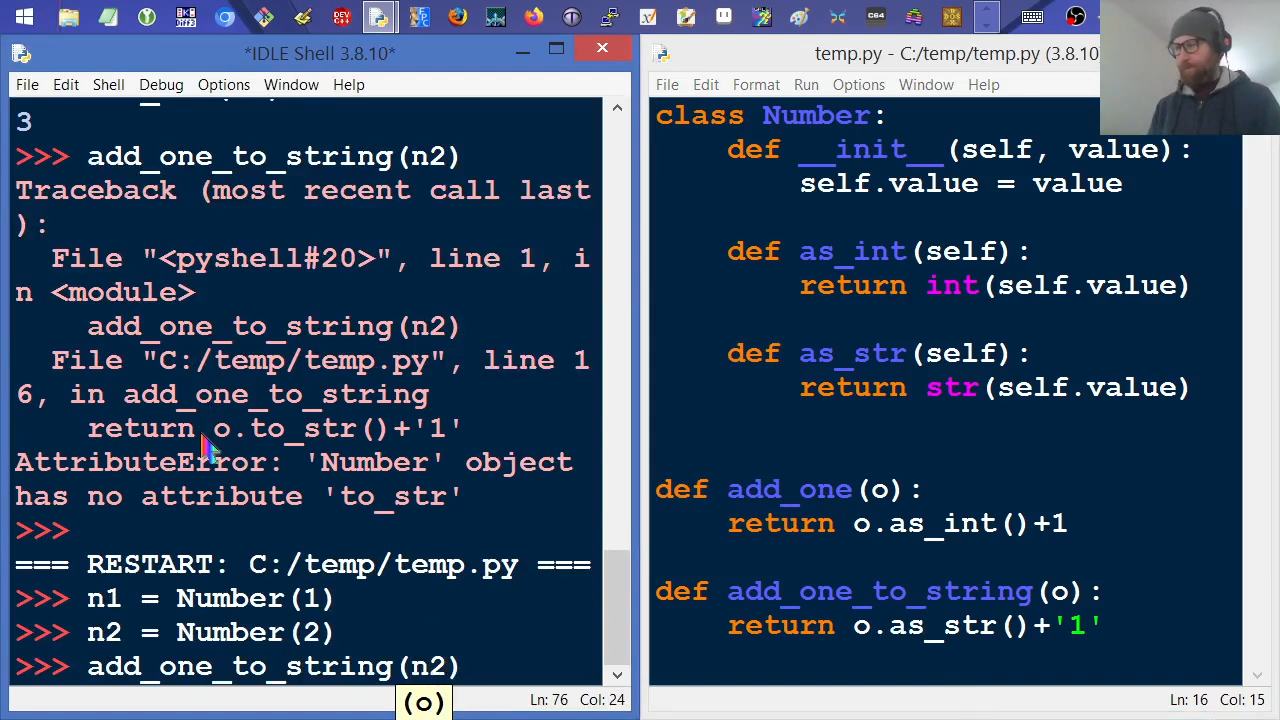 *IDLE Shell 3.8.10*
File Edit Shell Debug Options Window Help
3
>>> add_one_to_string(n2)
Traceback (most recent call last
):
  File "<pyshell#20>", line 1, i
n <module>
    add_one_to_string(n2)
  File "C:/temp/temp.py", line 1
6, in add_one_to_string
    return o.to_str()+'1'
AttributeError: 'Number' object
has no attribute 'to_str'
>>>
=== RESTART: C:/temp/temp.py ===
>>> n1 = Number(1)
>>> n2 = Number(2)
>>> add_one_to_string(n2)
(o)
Ln: 76 Col: 24
temp.py - C:/temp/temp.py (3.8.10)
File Edit Format Run Options Window Help
class Number:
    def __init__(self, value):
        self.value = value
    def as_int(self):
        return int(self.value)
    def as_str(self):
        return str(self.value)
def add_one(o):
    return o.as_int()+1
def add_one_to_string(o):
    return o.as_str()+'1'
Ln: 16 Col: 15